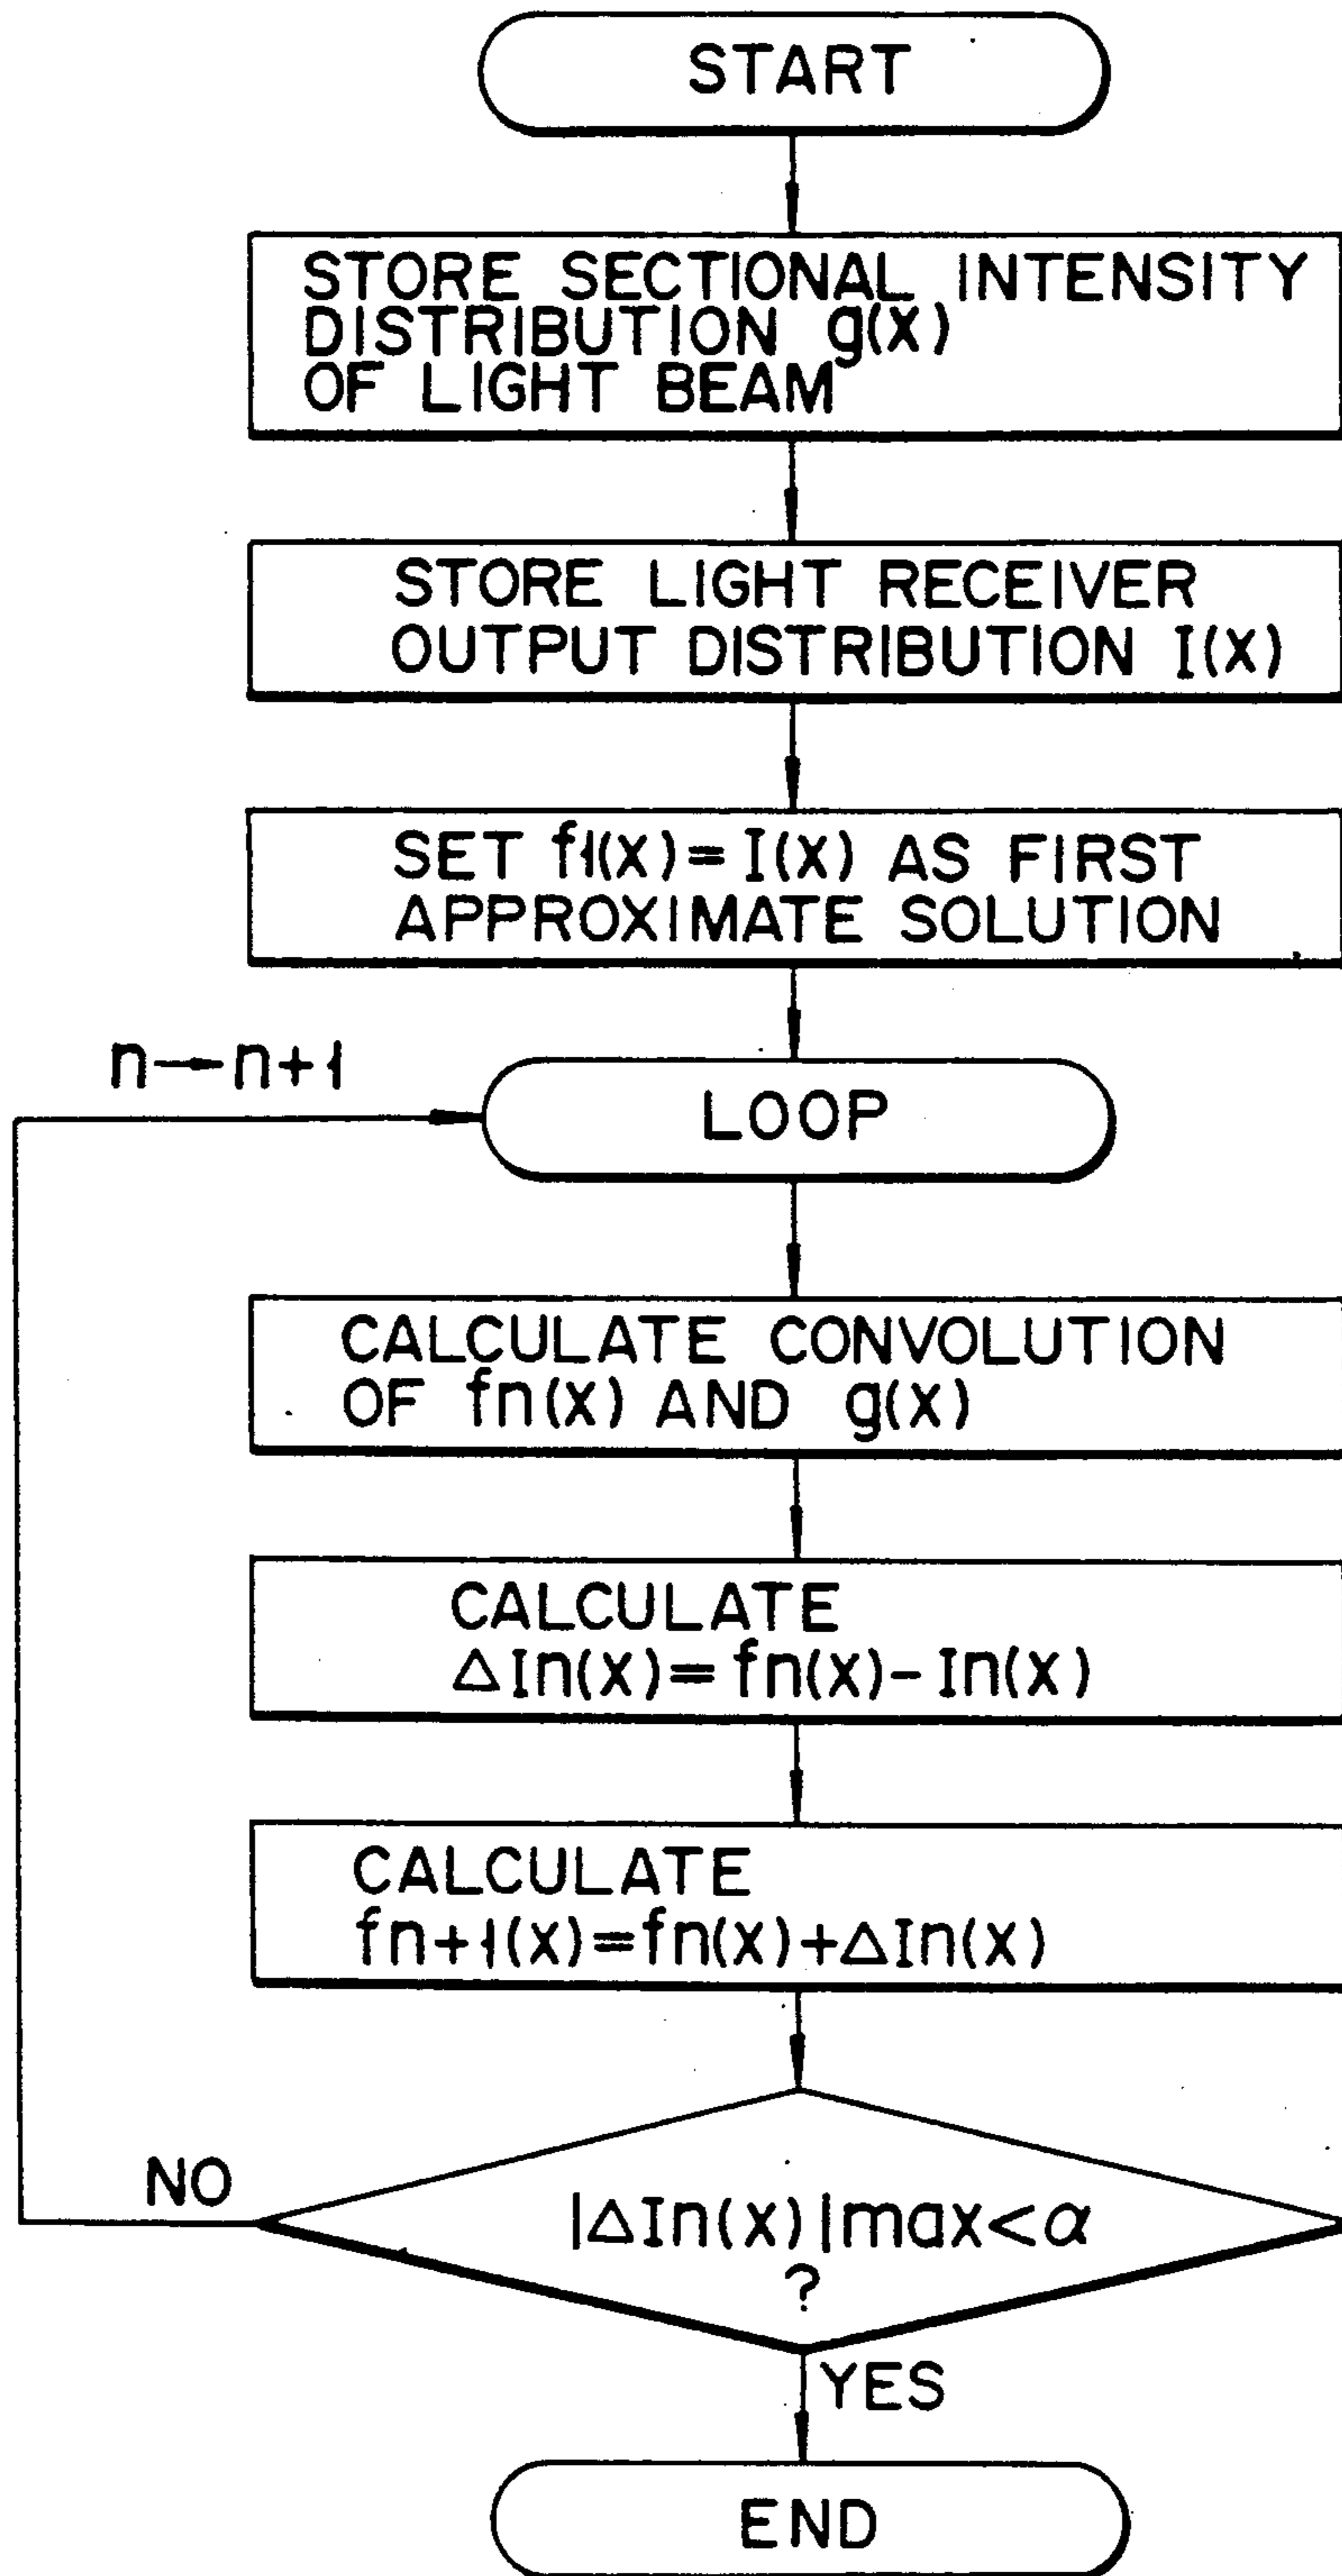 START
STORE SECTIONAL INTENSITY
DISTRIBUTION g(x)
OF LIGHT BEAM
STORE LIGHT RECEIVER
OUTPUT DISTRIBUTION I(x)
SET f1(x)=I(x) AS FIRST
APPROXIMATE SOLUTION
n→n+1
LOOP
CALCULATE CONVOLUTION
OF fn(x) AND g(x)
CALCULATE
ΔIn(x)=fn(x)-In(x)
CALCULATE
fn+1(x)=fn(x)+ΔIn(x)
NO
|ΔIn(x)|max<α
?
YES
END